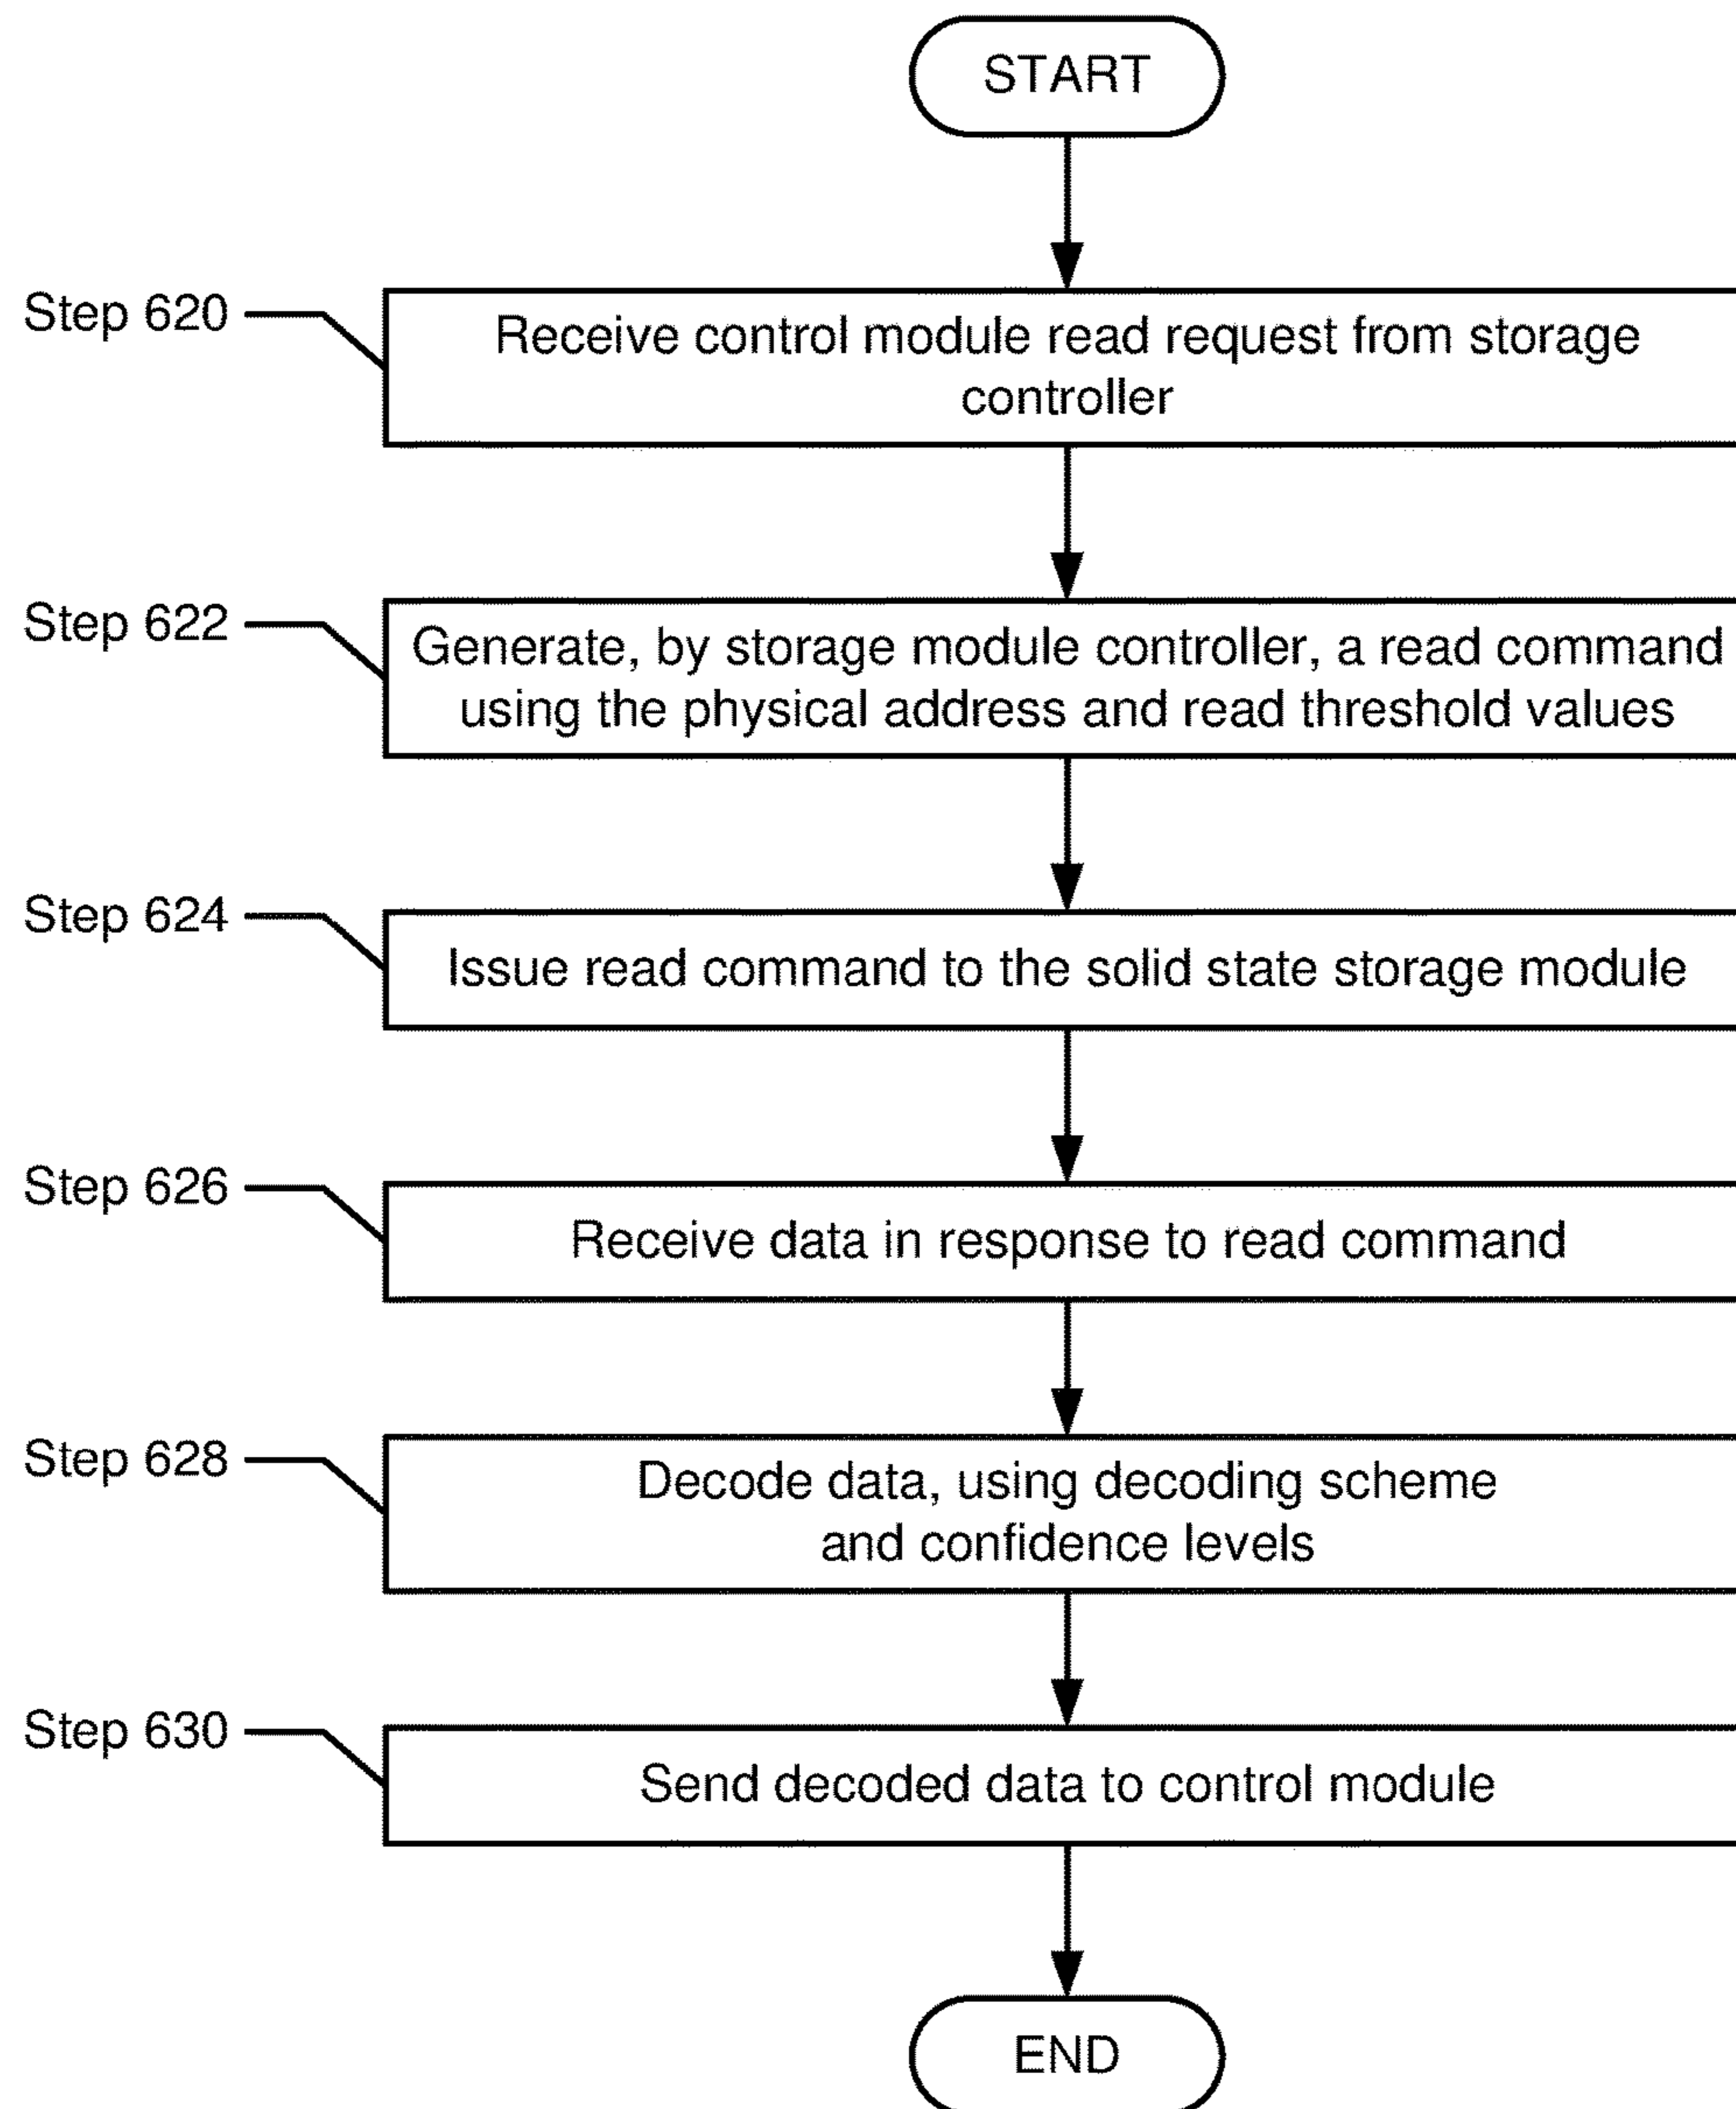 START
Step 620
Receive control module read request from storage
controller
Step 622
Generate, by storage module controller, a read command
using the physical address and read threshold values
Step 624
Issue read command to the solid state storage module
Step 626
Receive data in response to read command
Step 628
Decode data, using decoding scheme
and confidence levels
Step 630
Send decoded data to control module
END